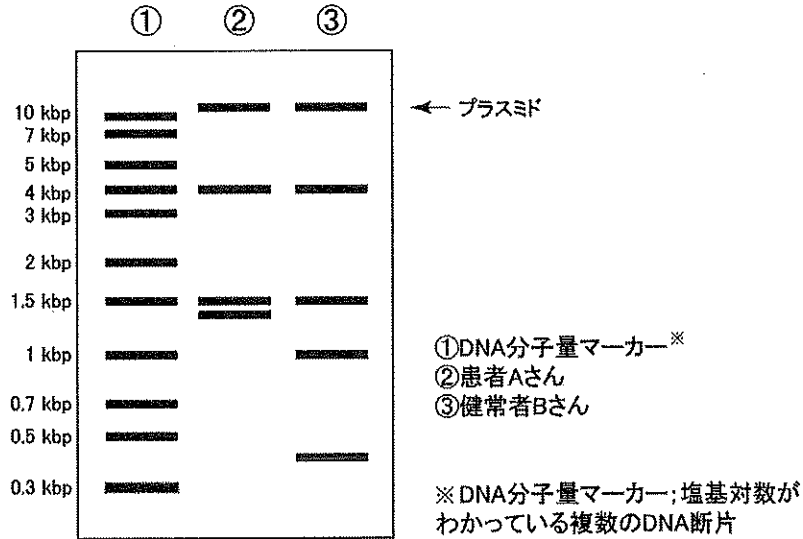 ① ② ③
10 kbp
← プラスミド
7 kbp
5 kbp
4 kbp
3 kbp
2 kbp
1.5 kbp
1 kbp
0.7 kbp
0.5 kbp
0.3 kbp
①DNA分子量マーカー※
②患者Aさん
③健常者Bさん
※DNA分子量マーカー;塩基対数が
わかっている複数のDNA断片